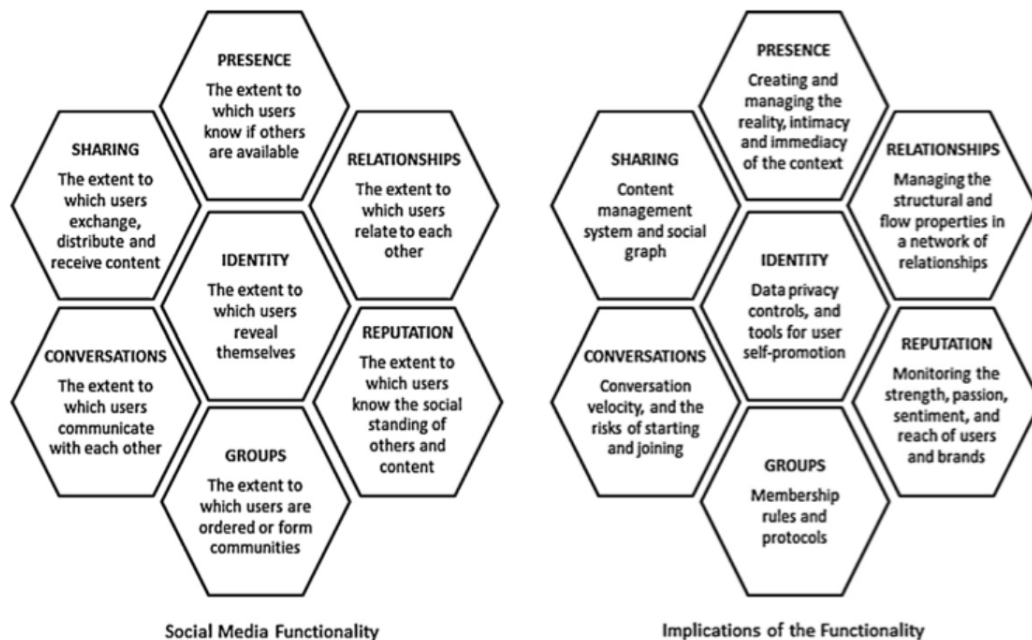 PRESENCE
The extent to
which users
know if others
are available
SHARING
The extent to
which users
exchange,
distribute and
receive content
RELATIONSHIPS
The extent to
which users
relate to each
other
IDENTITY
The extent to
which users
reveal
themselves
CONVERSATIONS
The extent to
which users
communicate
with each other
REPUTATION
The extent to
which users
know the social
standing of
others and
content
GROUPS
The extent to
which users are
ordered or form
communities
Social Media Functionality
PRESENCE
Creating and
managing the
reality, intimacy
and immediacy
of the context
SHARING
Content
management
system and social
graph
RELATIONSHIPS
Managing the
structural and
flow properties in
a network of
relationships
IDENTITY
Data privacy
controls, and
tools for user
self-promotion
CONVERSATIONS
Conversation
velocity, and the
risks of starting
and joining
REPUTATION
Monitoring the
strength, passion,
sentiment, and
reach of users
and brands
GROUPS
Membership
rules and
protocols
Implications of the Functionality